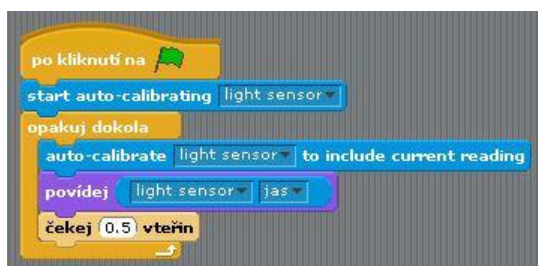 po kliknutí na
start auto-calibrating light sensor
opakuj dokola
auto-calibrate light sensor to include current reading
povídej light sensor jas
čekej 0.5 vteřin